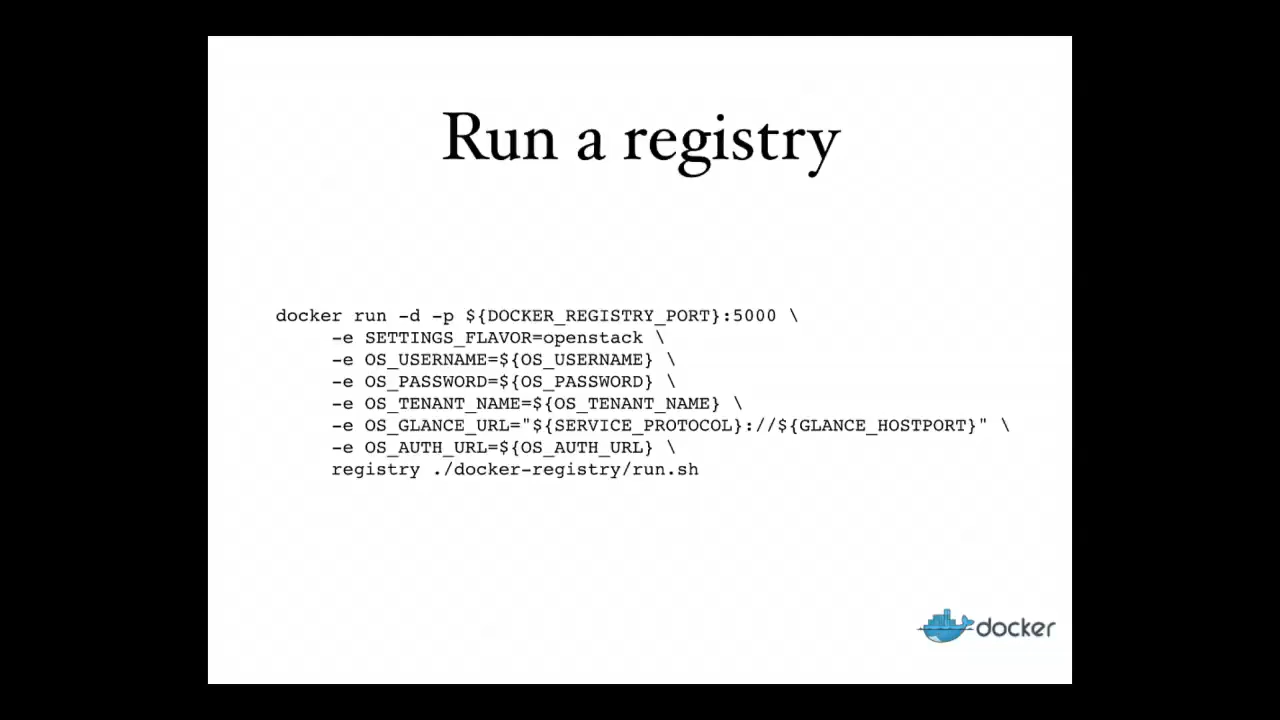 Run a registry
docker run -d -p ${DOCKER_REGISTRY_PORT}:5000 \
-e SETTINGS_FLAVOR=openstack \
-e OS_USERNAME=${OS_USERNAME} \
-e OS_PASSWORD=${OS_PASSWORD} \
-e OS_TENANT_NAME=${OS_TENANT_NAME} \
-e OS_GLANCE_URL="${SERVICE_PROTOCOL}://${GLANCE_HOSTPORT}" \
-e OS_AUTH_URL=${OS_AUTH_URL} \
registry ./docker-registry/run.sh
docker